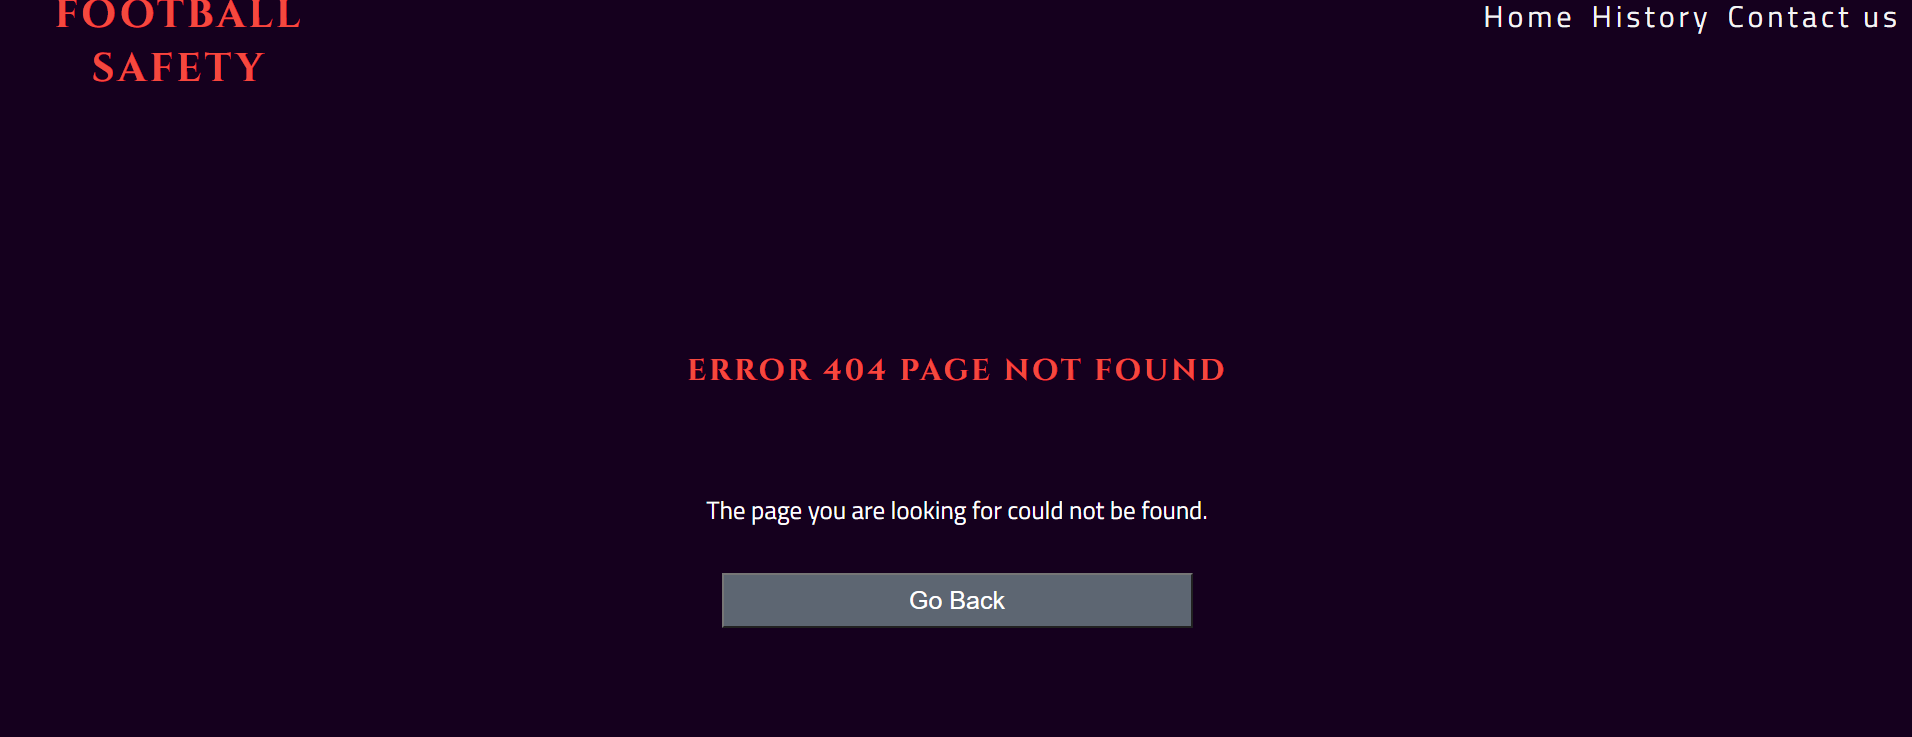 FOOTBALL
SAFETY
Home History Contact us
ERROR 404 PAGE NOT FOUND
The page you are looking for could not be found.
Go Back